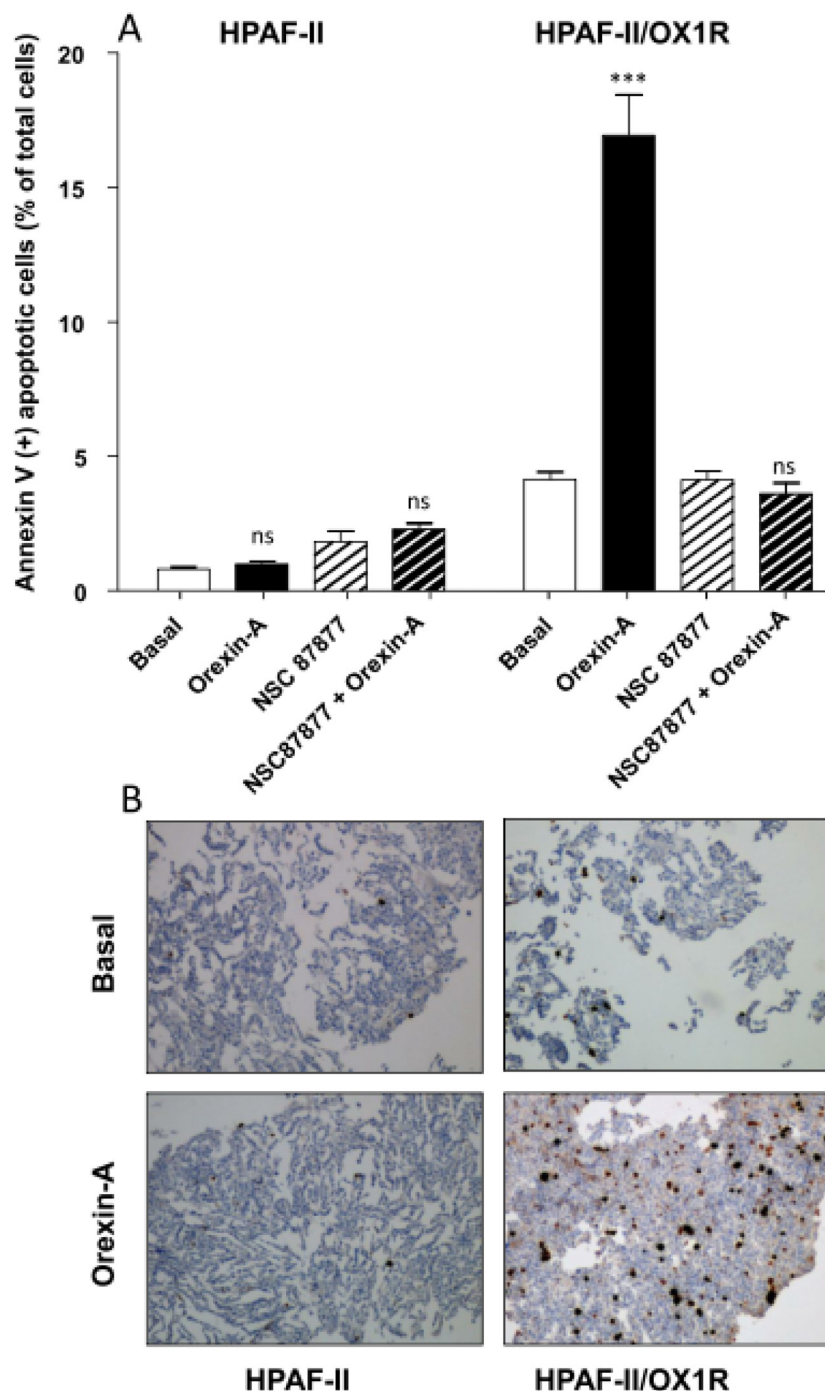 A
HPAF-II HPAF-II/OX1R
Annexin V (+) apoptotic cells (% of total cells)
20
15
10
5
0
***
ns
ns
ns
Basal
Orexin-A
NSC 87877
NSC87877 + Orexin-A
Basal
Orexin-A
NSC 87877
NSC87877 + Orexin-A
B
Basal
Orexin-A
HPAF-II HPAF-II/OX1R